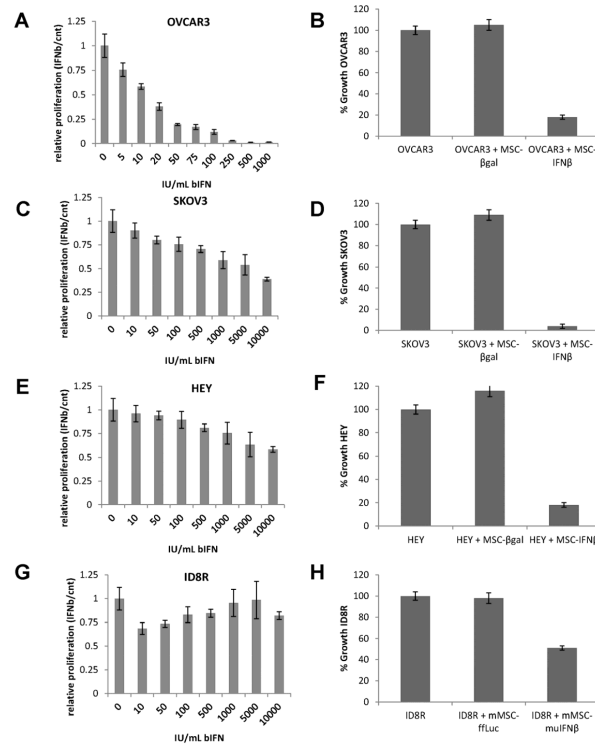 A
OVCAR3
relative proliferation (IFNb/cnt)
1.25
1
0.75
0.5
0.25
0
0 5 10 20 50 75 100 250 500 1000
IU/mL bIFN
B
% Growth OVCAR3
120
100
80
60
40
20
0
OVCAR3 OVCAR3 + MSC-βgal OVCAR3 + MSC-IFNβ
C
SKOV3
relative proliferation (IFNb/cnt)
1.25
1
0.75
0.5
0.25
0
0 10 50 100 500 1000 5000 10000
IU/mL bIFN
D
% Growth SKOV3
120
100
80
60
40
20
0
SKOV3 SKOV3 + MSC-βgal SKOV3 + MSC-IFNβ
E
HEY
relative proliferation (IFNb/cnt)
1.25
1
0.75
0.5
0.25
0
0 10 50 100 500 1000 5000 10000
IU/mL bIFN
F
% Growth HEY
120
100
80
60
40
20
0
HEY HEY + MSC-βgal HEY + MSC-IFNβ
G
ID8R
relative proliferation (IFNb/cnt)
1.25
1
0.75
0.5
0.25
0
0 10 50 100 500 1000 5000 10000
IU/mL bIFN
H
% Growth ID8R
120
100
80
60
40
20
0
ID8R ID8R + mMSC-ffLuc ID8R + mMSC-muIFNβ